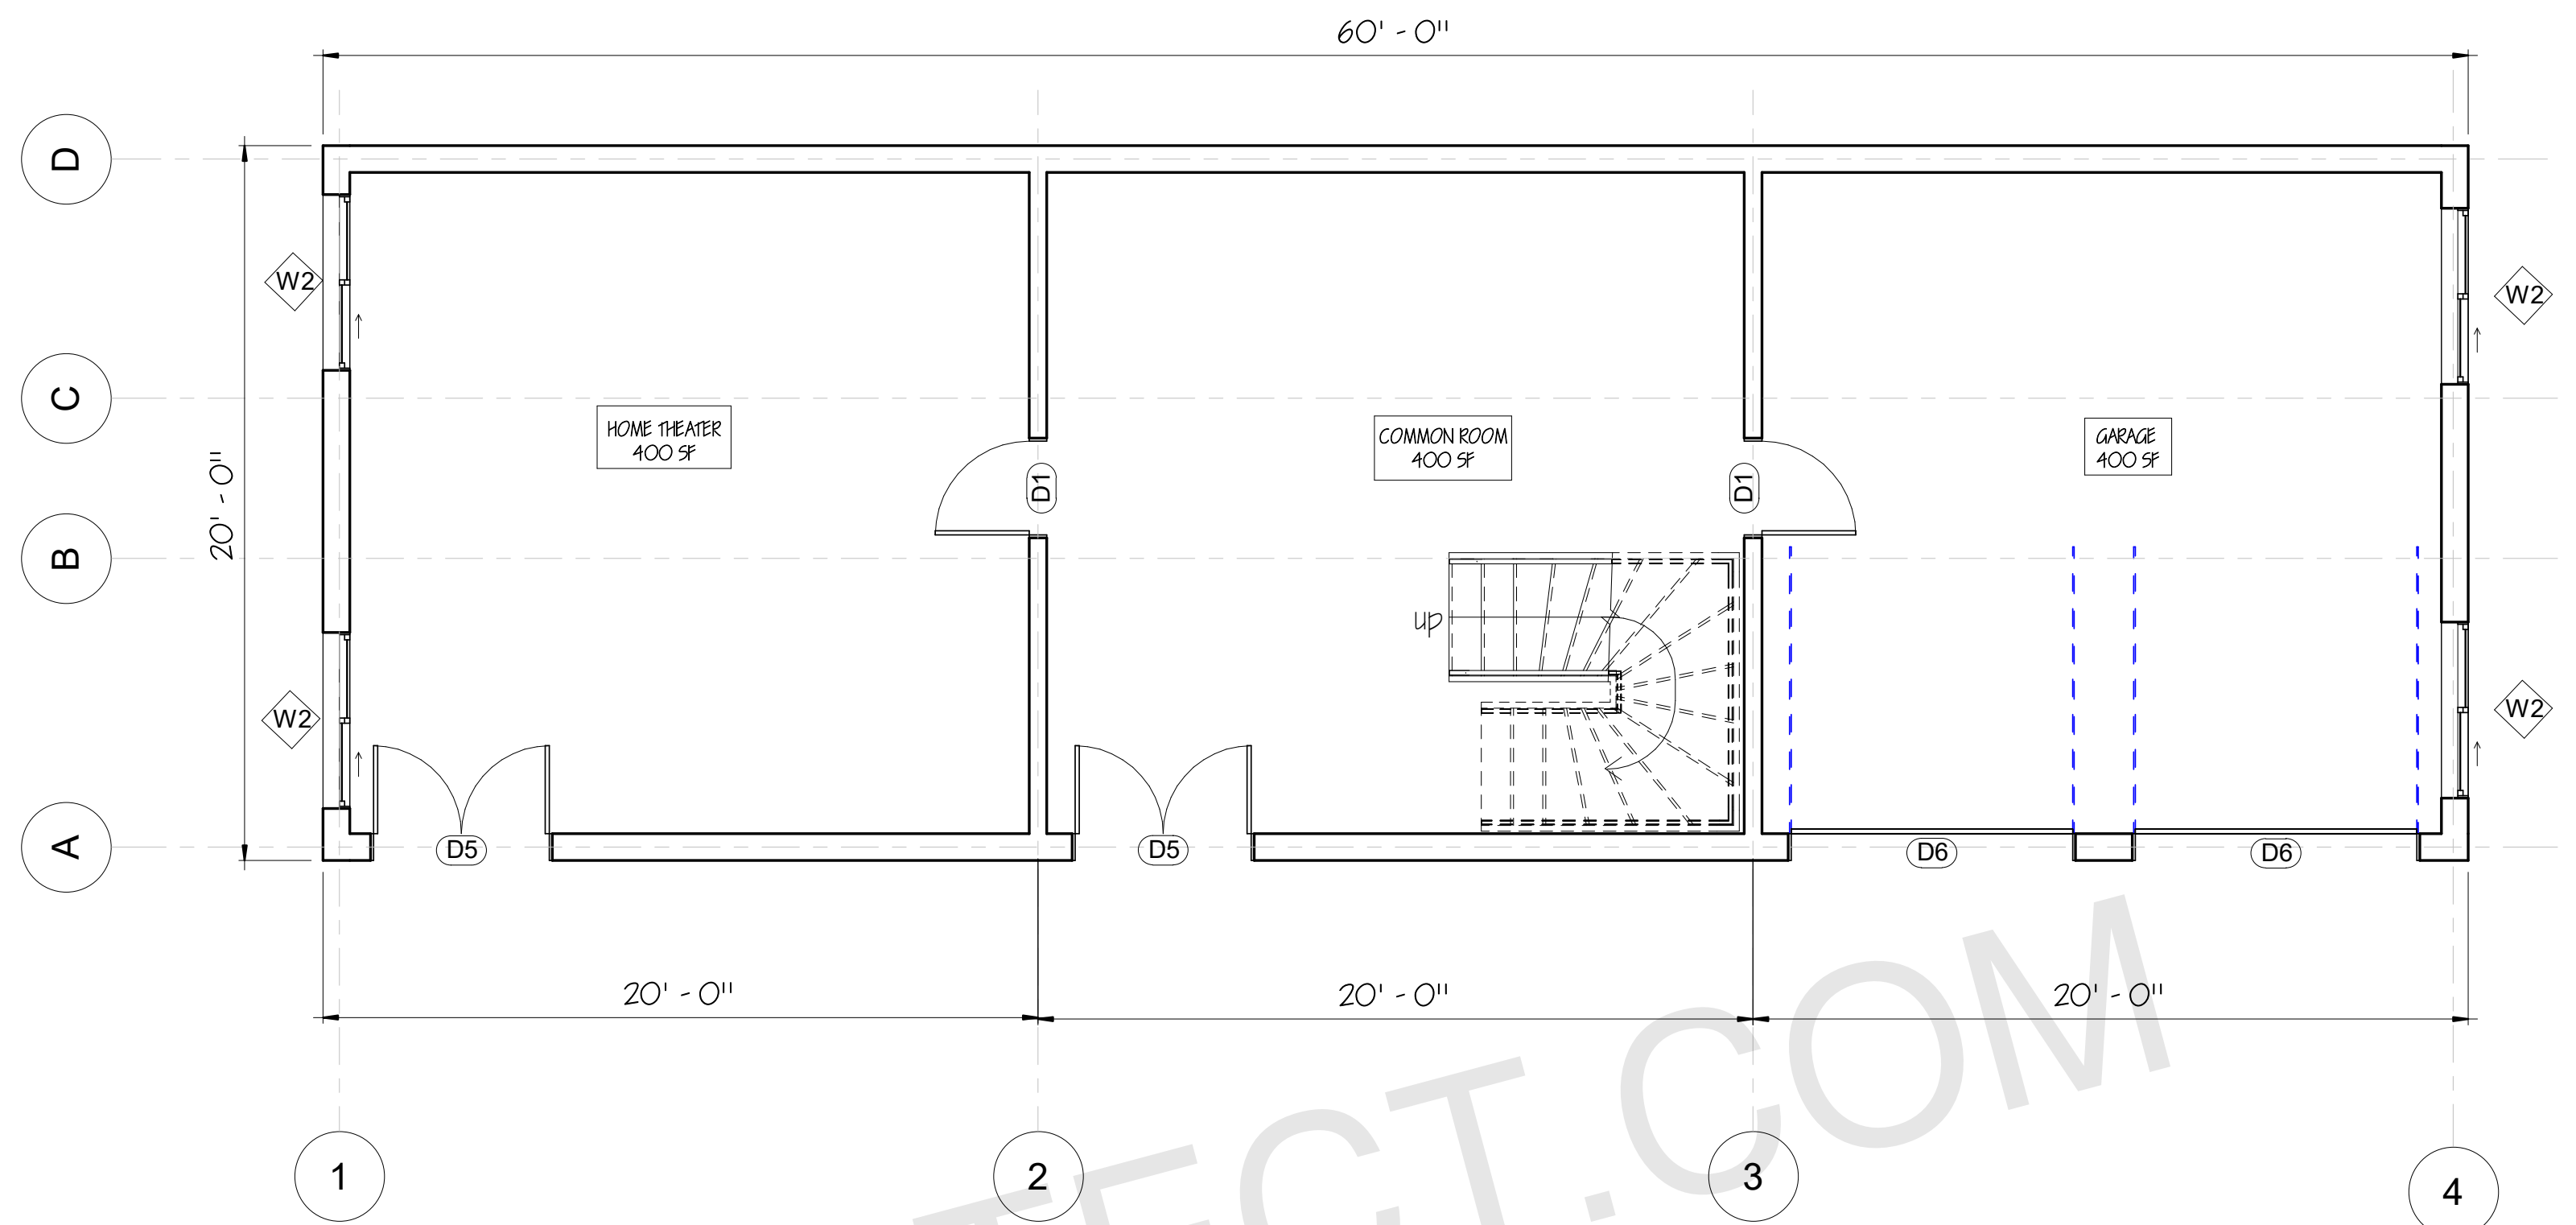 60' - 0"
D
W2
W2
C
HOME THEATER
400 SF
COMMON ROOM
400 SF
GARAGE
400 SF
20' - 0"
D1
D1
B
up
W2
W2
A
D5
D5
D6
D6
20' - 0"
20' - 0"
20' - 0"
1
2
3
4
TECT.COM